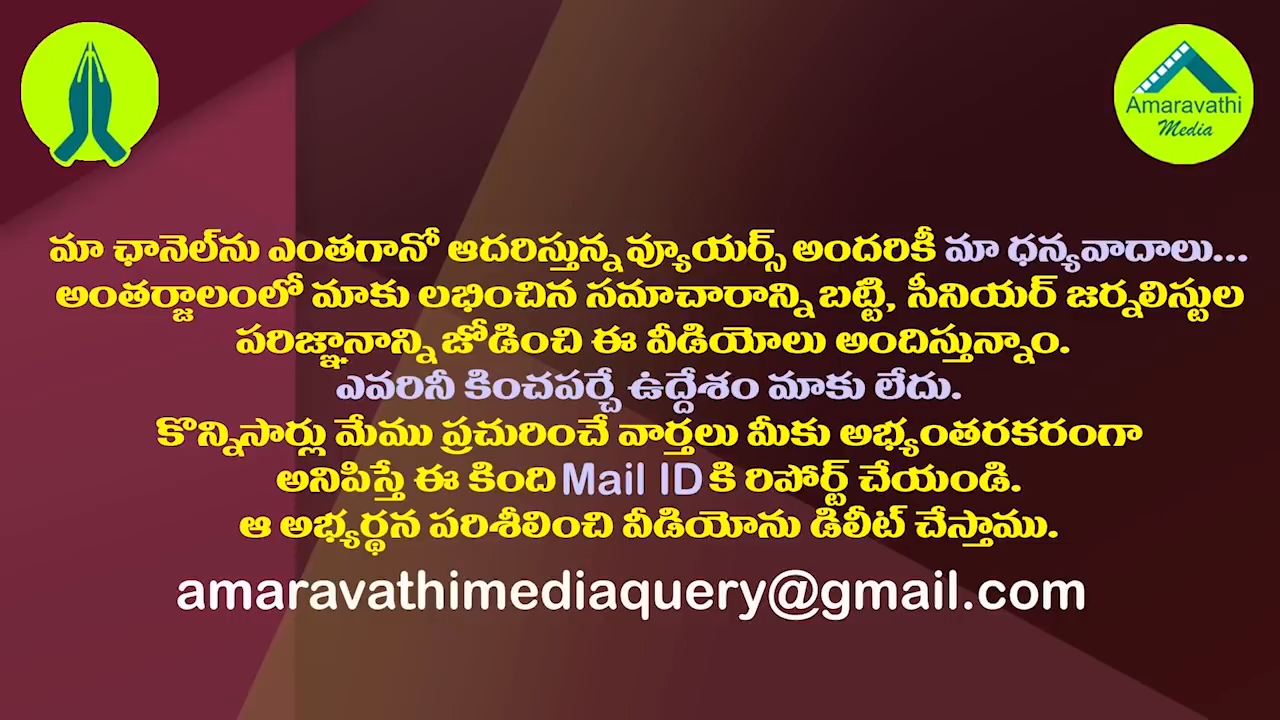 Amaravathi
Media
మా ఛానెల్‌ను ఎంతగానో ఆదరిస్తున్న వ్యూయర్స్ అందరికీ మా ధన్యవాదాలు...
అంతర్జాలంలో మాకు లభించిన సమాచారాన్ని బట్టి, సీనియర్ జర్నలిస్టుల
పరిజ్ఞానాన్ని జోడించి ఈ వీడియోలు అందిస్తున్నాం.
ఎవరినీ కించపర్చే ఉద్దేశం మాకు లేదు.
కొన్నిసార్లు మేము ప్రచురించే వార్తలు మీకు అభ్యంతరకరంగా
అనిపిస్తే ఈ కింది Mail ID కి రిపోర్ట్ చేయండి.
ఆ అభ్యర్థన పరిశీలించి వీడియోను డిలీట్ చేస్తాము.
amaravathimediaquery@gmail.com